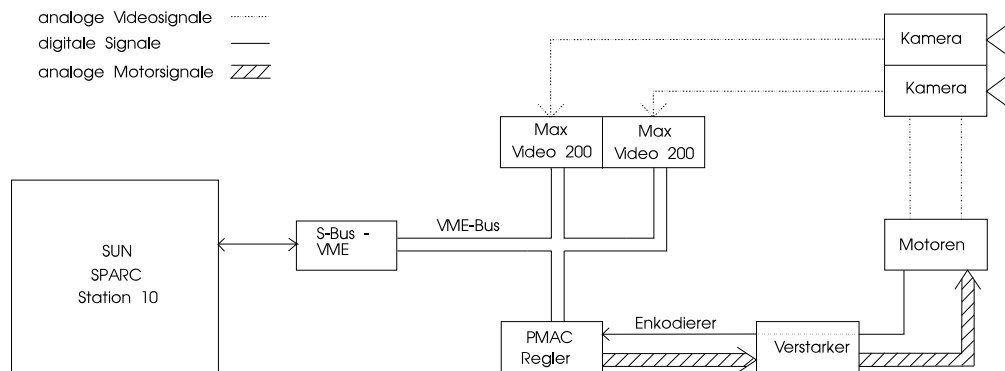 analoge Videosignale
digitale Signale
analoge Motorsignale
Kamera
Kamera
Max
Video 200
Max
Video 200
SUN
SPARC
Station 10
S-Bus -
VME
VME-Bus
Motoren
PMAC
Regler
Enkodierer
Verstarker